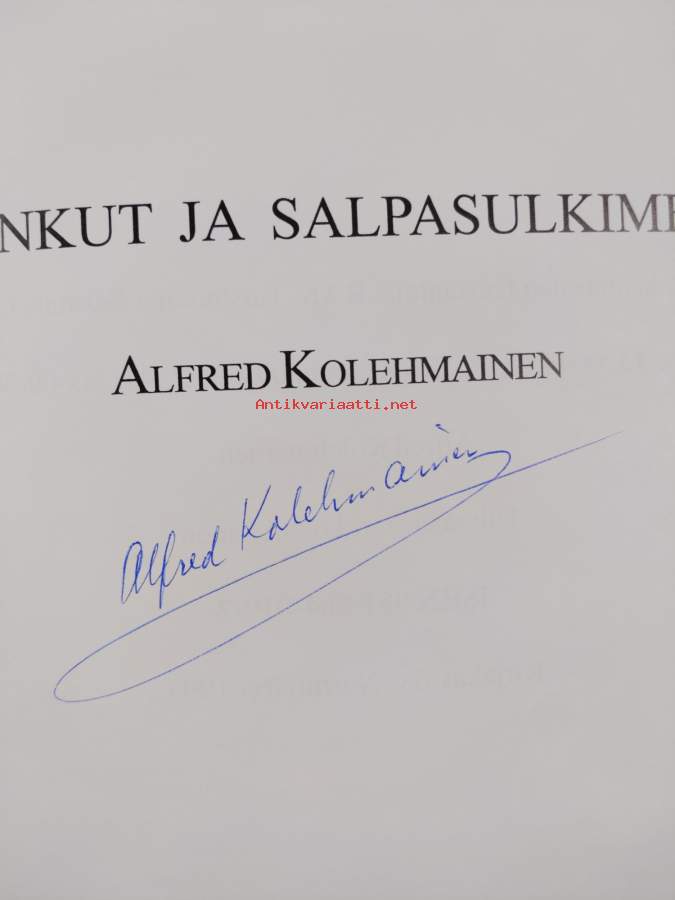 NKUT JA SALPASULKIME
ALFRED KOLEHMAINEN
Antikvariaatti.net
Alfred Kolehmainen